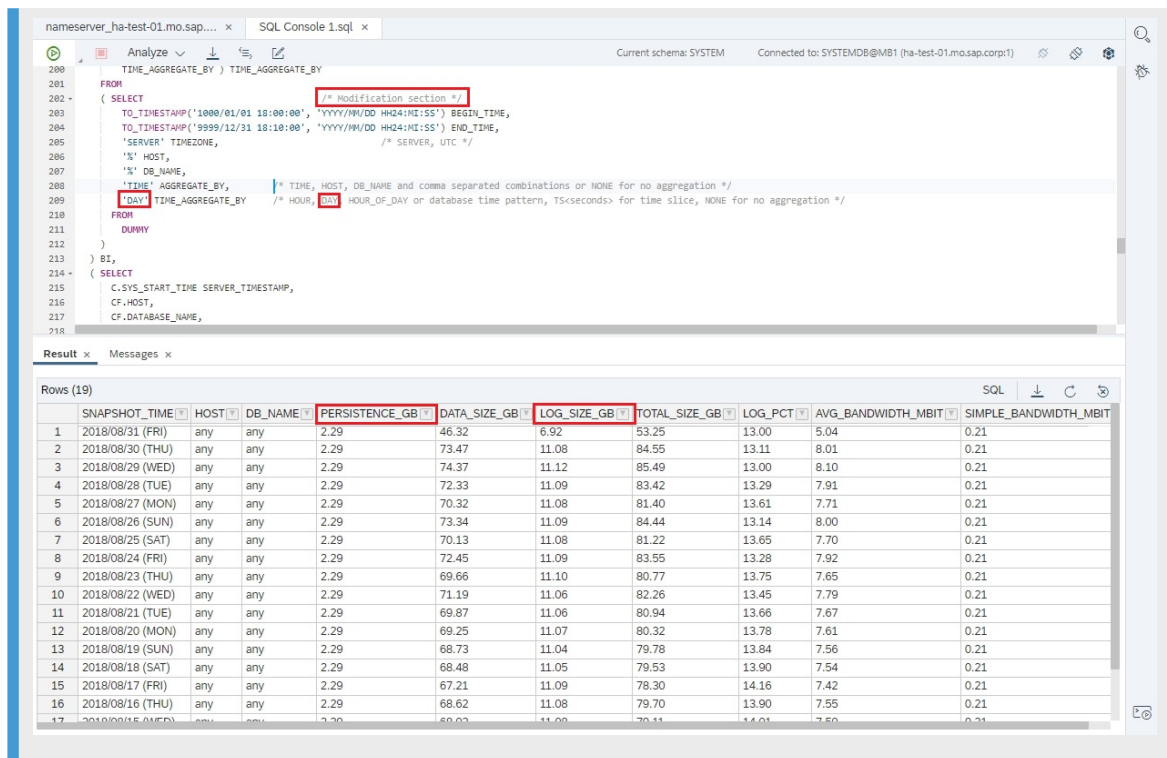 nameserver_ha-test-01.mo.sap.... × SQL Console 1.sql ×
Analyze Current schema: SYSTEM Connected to: SYSTEMDB@MB1 (ha-test-01.mo.sap.corp:1)
200 TIME_AGGREGATE_BY ) TIME_AGGREGATE_BY
201 FROM
202 ( SELECT /* Modification section */
203 TO_TIMESTAMP('1000/01/01 18:00:00', 'YYYY/MM/DD HH24:MI:SS') BEGIN_TIME,
204 TO_TIMESTAMP('9999/12/31 18:10:00', 'YYYY/MM/DD HH24:MI:SS') END_TIME,
205 'SERVER' TIMEZONE, /* SERVER, UTC */
206 '%' HOST,
207 '%' DB_NAME,
208 'TIME' AGGREGATE_BY, /* TIME, HOST, DB_NAME and comma separated combinations or NONE for no aggregation */
209 'DAY' TIME_AGGREGATE_BY /* HOUR, DAY, HOUR_OF_DAY or database time pattern, TS<seconds> for time slice, NONE for no aggregation */
210 FROM
211 DUMMY
212 )
213 ) BI,
214 ( SELECT
215 C.SYS_START_TIME SERVER_TIMESTAMP,
216 CF.HOST,
217 CF.DATABASE_NAME,
218
Result × Messages ×
Rows (19) SQL
SNAPSHOT_TIME HOST DB_NAME PERSISTENCE_GB DATA_SIZE_GB LOG_SIZE_GB TOTAL_SIZE_GB LOG_PCT AVG_BANDWIDTH_MBIT SIMPLE_BANDWIDTH_MBIT
1 2018/08/31 (FRI) any any 2.29 46.32 6.92 53.25 13.00 5.04 0.21
2 2018/08/30 (THU) any any 2.29 73.47 11.08 84.55 13.11 8.01 0.21
3 2018/08/29 (WED) any any 2.29 74.37 11.12 85.49 13.00 8.10 0.21
4 2018/08/28 (TUE) any any 2.29 72.33 11.09 83.42 13.29 7.91 0.21
5 2018/08/27 (MON) any any 2.29 70.32 11.08 81.40 13.61 7.71 0.21
6 2018/08/26 (SUN) any any 2.29 73.34 11.09 84.44 13.14 8.00 0.21
7 2018/08/25 (SAT) any any 2.29 70.13 11.08 81.22 13.65 7.70 0.21
8 2018/08/24 (FRI) any any 2.29 72.45 11.09 83.55 13.28 7.92 0.21
9 2018/08/23 (THU) any any 2.29 69.66 11.10 80.77 13.75 7.65 0.21
10 2018/08/22 (WED) any any 2.29 71.19 11.06 82.26 13.45 7.79 0.21
11 2018/08/21 (TUE) any any 2.29 69.87 11.06 80.94 13.66 7.67 0.21
12 2018/08/20 (MON) any any 2.29 69.25 11.07 80.32 13.78 7.61 0.21
13 2018/08/19 (SUN) any any 2.29 68.73 11.04 79.78 13.84 7.56 0.21
14 2018/08/18 (SAT) any any 2.29 68.48 11.05 79.53 13.90 7.54 0.21
15 2018/08/17 (FRI) any any 2.29 67.21 11.09 78.30 14.16 7.42 0.21
16 2018/08/16 (THU) any any 2.29 68.62 11.08 79.70 13.90 7.55 0.21